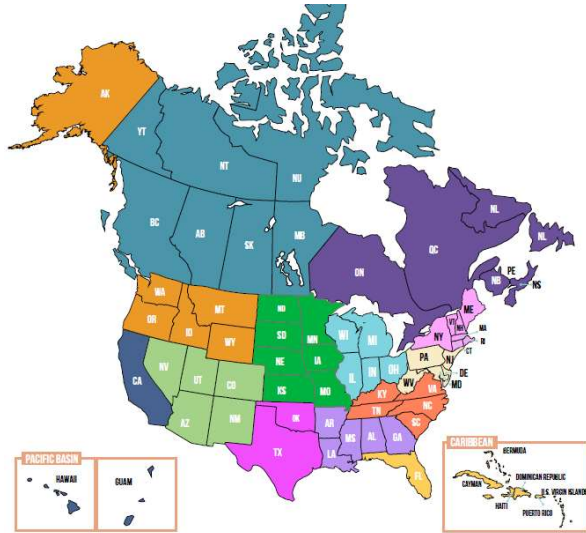 AK
YT
NT
NU
BC
AB
SK
MB
ON
QC
NL
NL
NB
PE
NS
WA
OR
ID
MT
WY
ND
SD
NE
KS
MN
IA
MO
WI
MI
IL
IN
OH
ME
VT
NH
MA
RI
CT
NY
PA
NJ
DE
MD
WV
VA
KY
TN
NC
SC
CA
NV
UT
CO
AZ
NM
OK
TX
AR
LA
MS
AL
GA
FL
PACIFIC BASIN
HAWAII
GUAM
CARIBBEAN
BERMUDA
DOMINICAN REPUBLIC
CAYMAN
U.S. VIRGIN ISLANDS
HAITI
PUERTO RICO